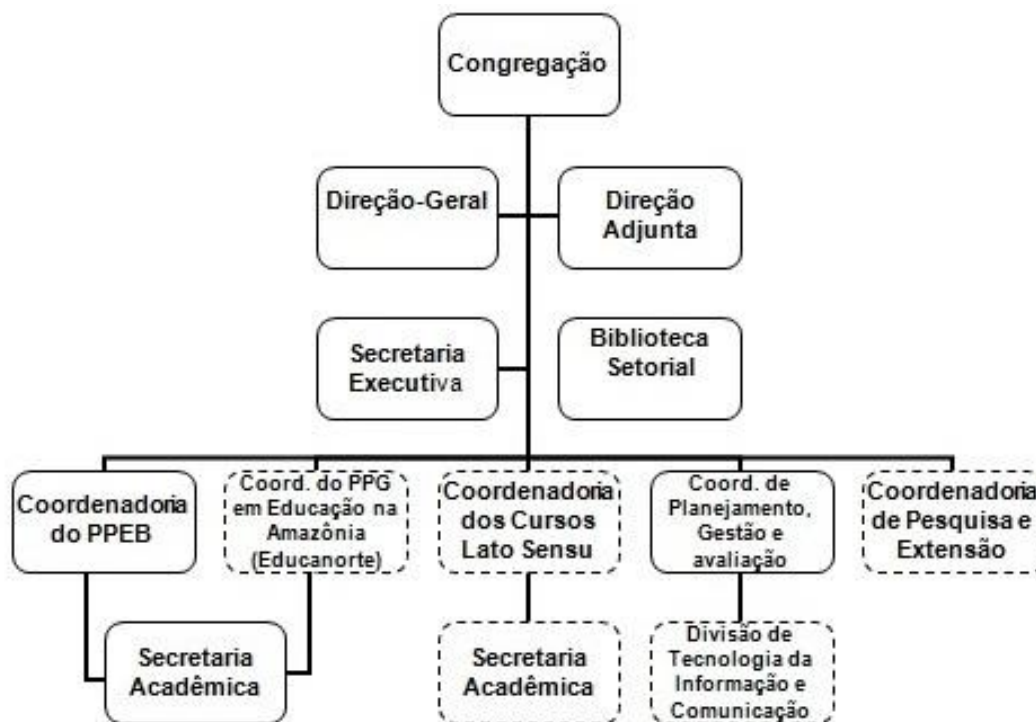 Congregação
Direção-Geral
Direção
Adjunta
Secretaria
Executiva
Biblioteca
Setorial
Coordenadoria
do PPEB
Coord. do PPG
em Educação na
Amazônia
(Educanorte)
Coordenadoria
dos Cursos
Lato Sensu
Coord. de
Planejamento,
Gestão e
avaliação
Coordenadoria
de Pesquisa e
Extensão
Secretaria
Acadêmica
Secretaria
Acadêmica
Divisão de
Tecnologia da
Informação e
Comunicação